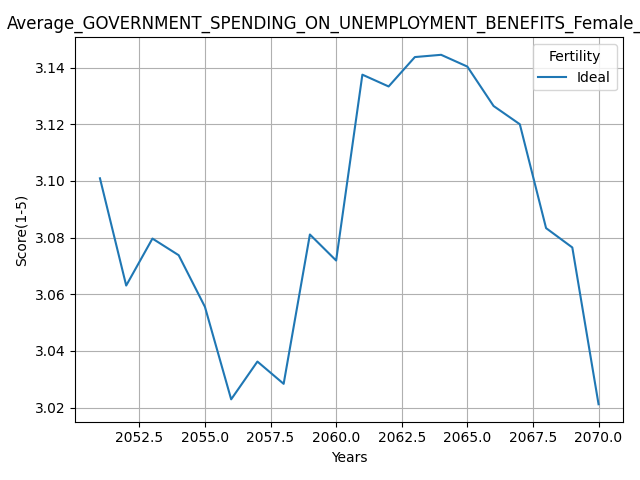 Average_GOVERNMENT_SPENDING_ON_UNEMPLOYMENT_BENEFITS_Female_
Fertility
Ideal
Score(1-5)
3.14
3.12
3.10
3.08
3.06
3.04
3.02
2052.5 2055.0 2057.5 2060.0 2062.5 2065.0 2067.5 2070.0
Years